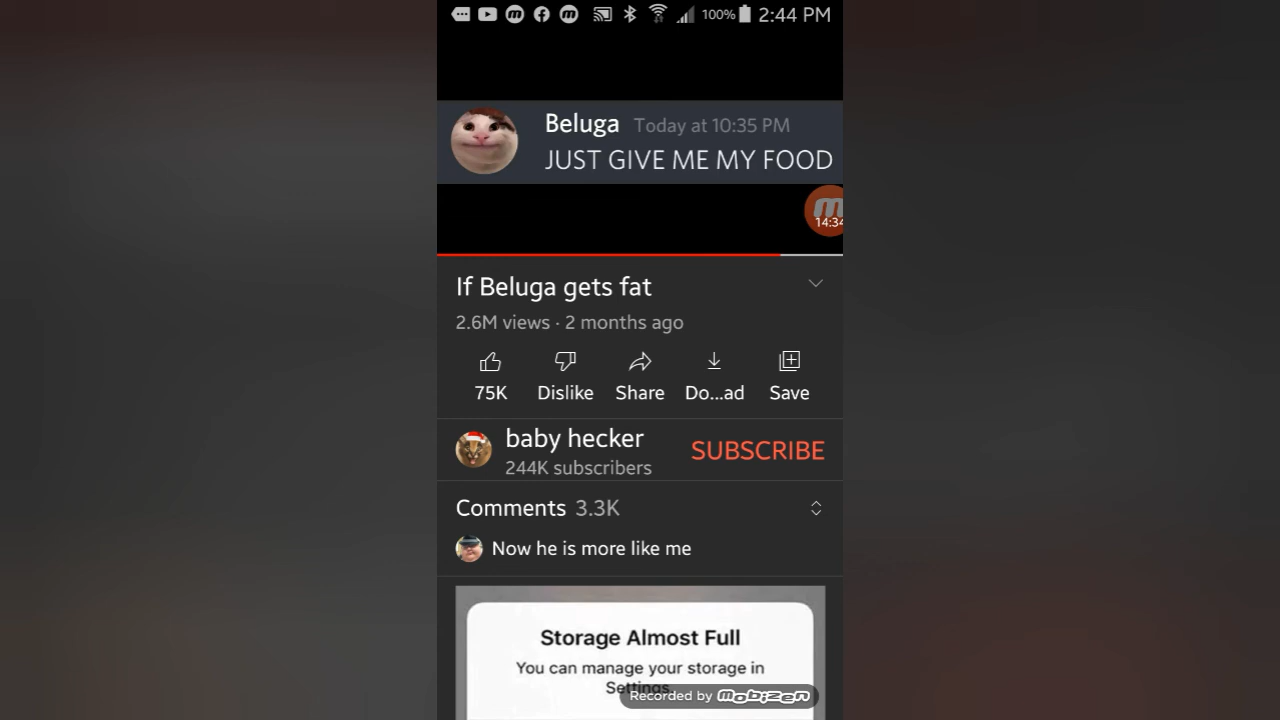 100% 2:44 PM
Beluga Today at 10:35 PM
JUST GIVE ME MY FOOD
14:34
If Beluga gets fat
2.6M views · 2 months ago
75K Dislike Share Do...ad Save
baby hecker
SUBSCRIBE
244K subscribers
Comments 3.3K
Now he is more like me
Storage Almost Full
You can manage your storage in
Settings
Recorded by mobizen